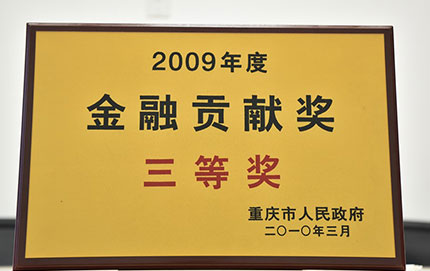 2009年度
金融贡献奖
三等奖
重庆市人民政府
二〇一〇年三月